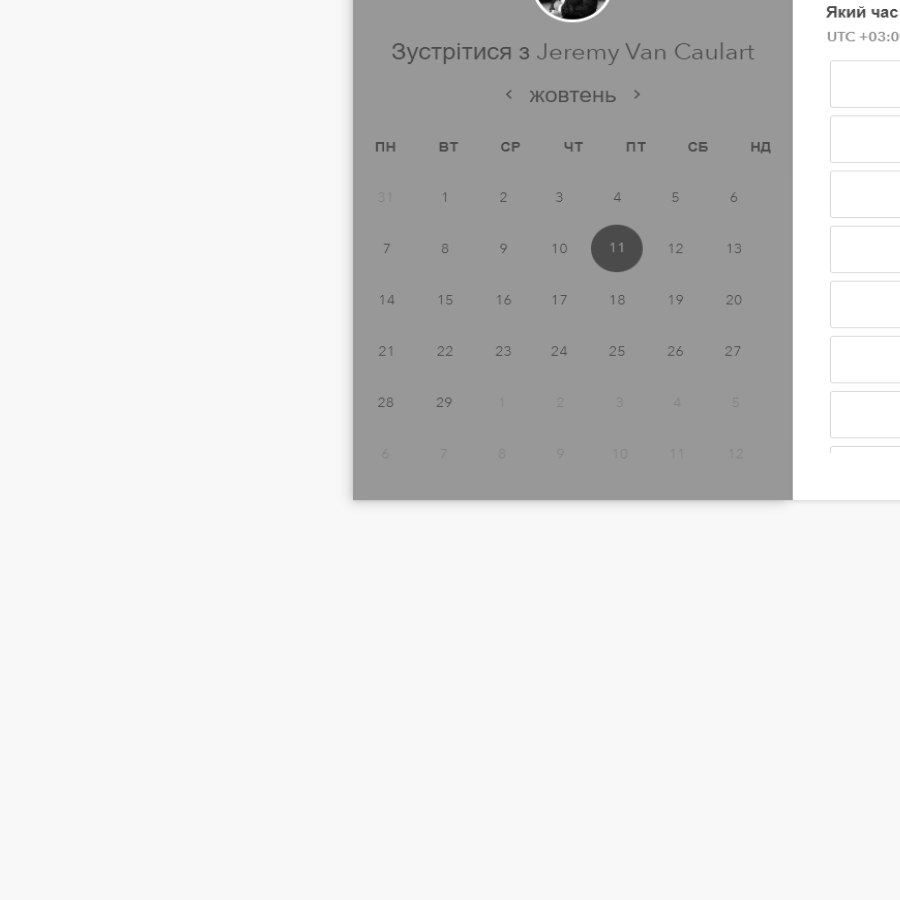 Зустрітися з Jeremy Van Caulart
жовтень
ПН ВТ СР ЧТ ПТ СБ НД
31 1 2 3 4 5 6
7 8 9 10 11 12 13
14 15 16 17 18 19 20
21 22 23 24 25 26 27
28 29 1 2 3 4 5
6 7 8 9 10 11 12
Який час
UTC +03:0